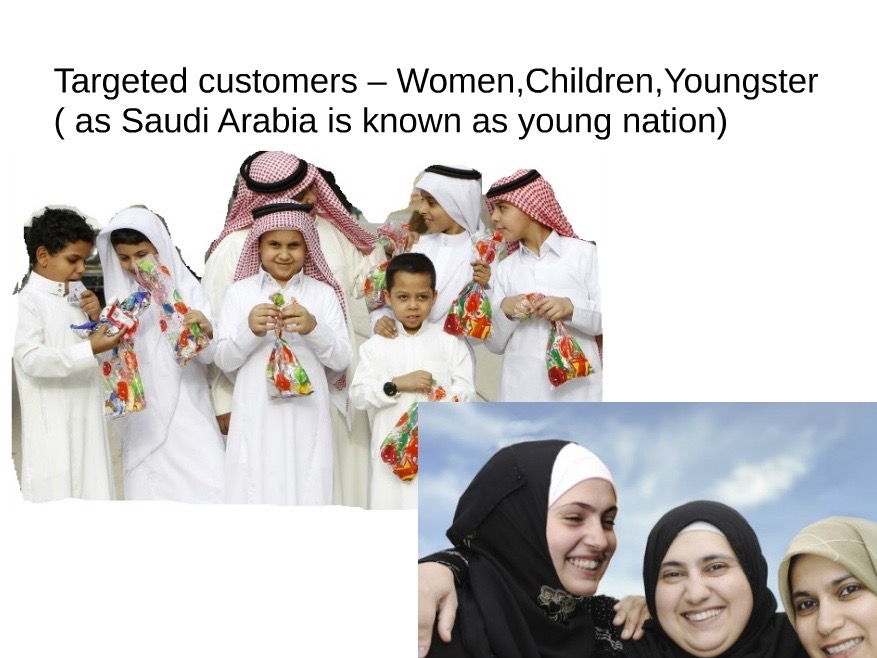 Targeted customers – Women,Children,Youngster
( as Saudi Arabia is known as young nation)